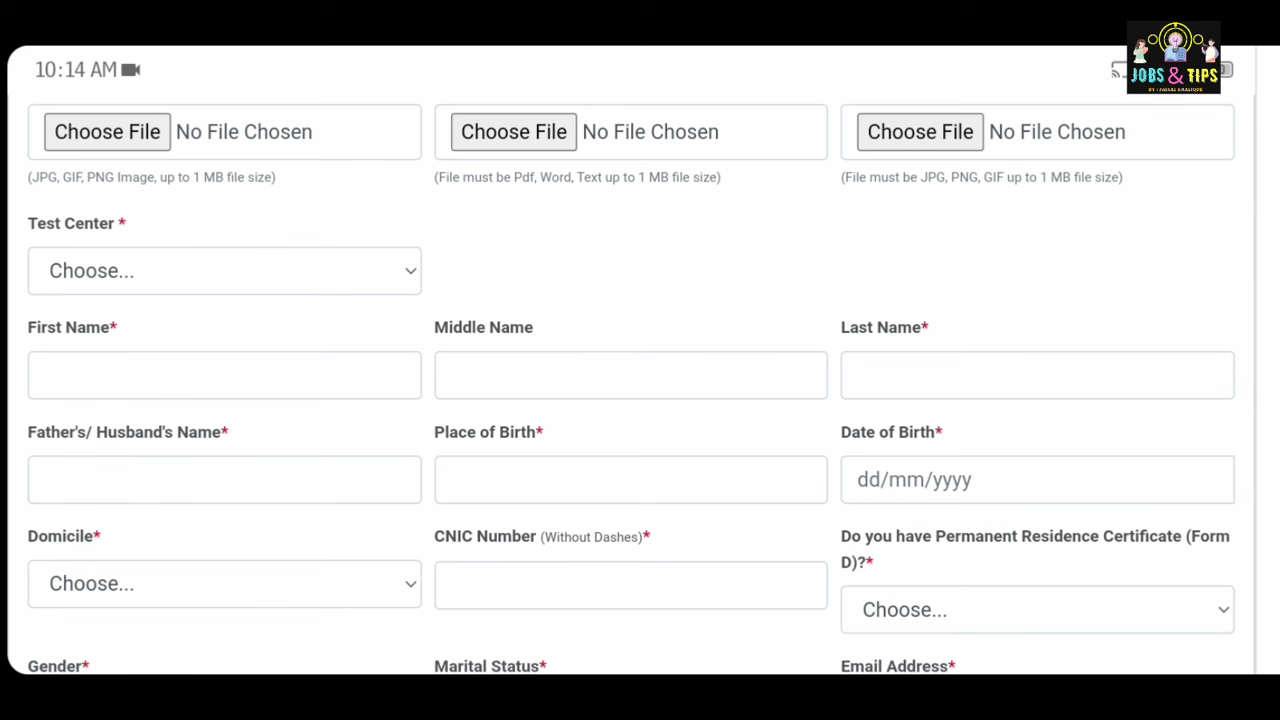 10:14 AM
JOBS & TIPS
BY : FAISAL KHALIQUE
Choose File No File Chosen
Choose File No File Chosen
Choose File No File Chosen
(JPG, GIF, PNG Image, up to 1 MB file size)
(File must be Pdf, Word, Text up to 1 MB file size)
(File must be JPG, PNG, GIF up to 1 MB file size)
Test Center *
Choose...
First Name*
Middle Name
Last Name*
Father's/ Husband's Name*
Place of Birth*
Date of Birth*
dd/mm/yyyy
Domicile*
CNIC Number (Without Dashes)*
Do you have Permanent Residence Certificate (Form
D)?*
Choose...
Choose...
Gender*
Marital Status*
Email Address*